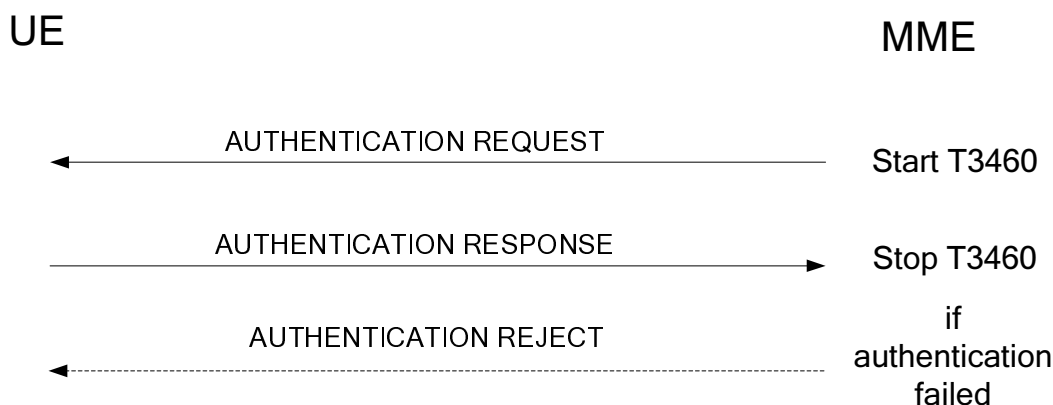 UE
MME
AUTHENTICATION REQUEST
Start T3460
AUTHENTICATION RESPONSE
Stop T3460
AUTHENTICATION REJECT
if
authentication
failed